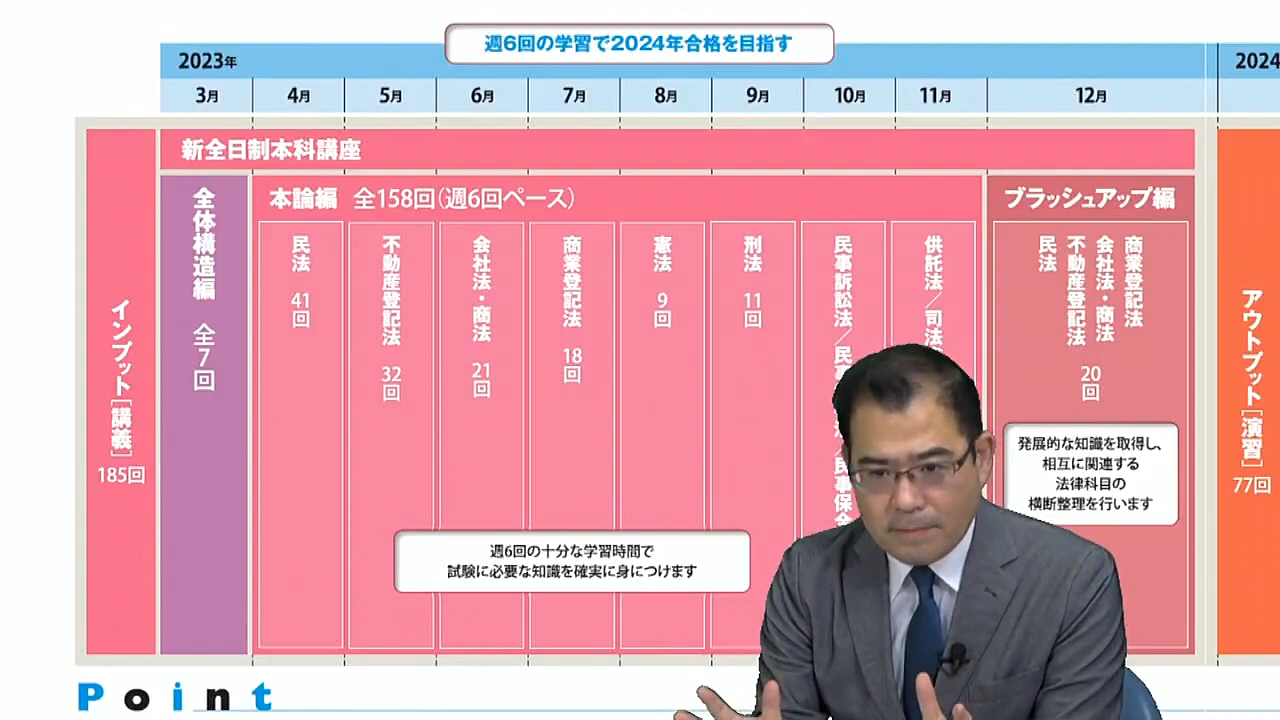 週6回の学習で2024年合格を目指す
2023年
2024
3月
4月
5月
6月
7月
8月
9月
10月
11月
12月
新全日制本科講座
インプット[講義]
185回
全体構造編 全7回
本論編 全158回(週6回ペース)
民法 41回
不動産登記法 32回
会社法・商法 21回
商業登記法 18回
憲法 9回
刑法 11回
民事訴訟法/民
/民事保全
供託法/司法
ブラッシュアップ編
商業登記法
会社法・商法
不動産登記法
民法
20回
発展的な知識を取得し、
相互に関連する
法律科目の
横断整理を行います
週6回の十分な学習時間で
試験に必要な知識を確実に身につけます
アウトプット[演習]
77回
Point